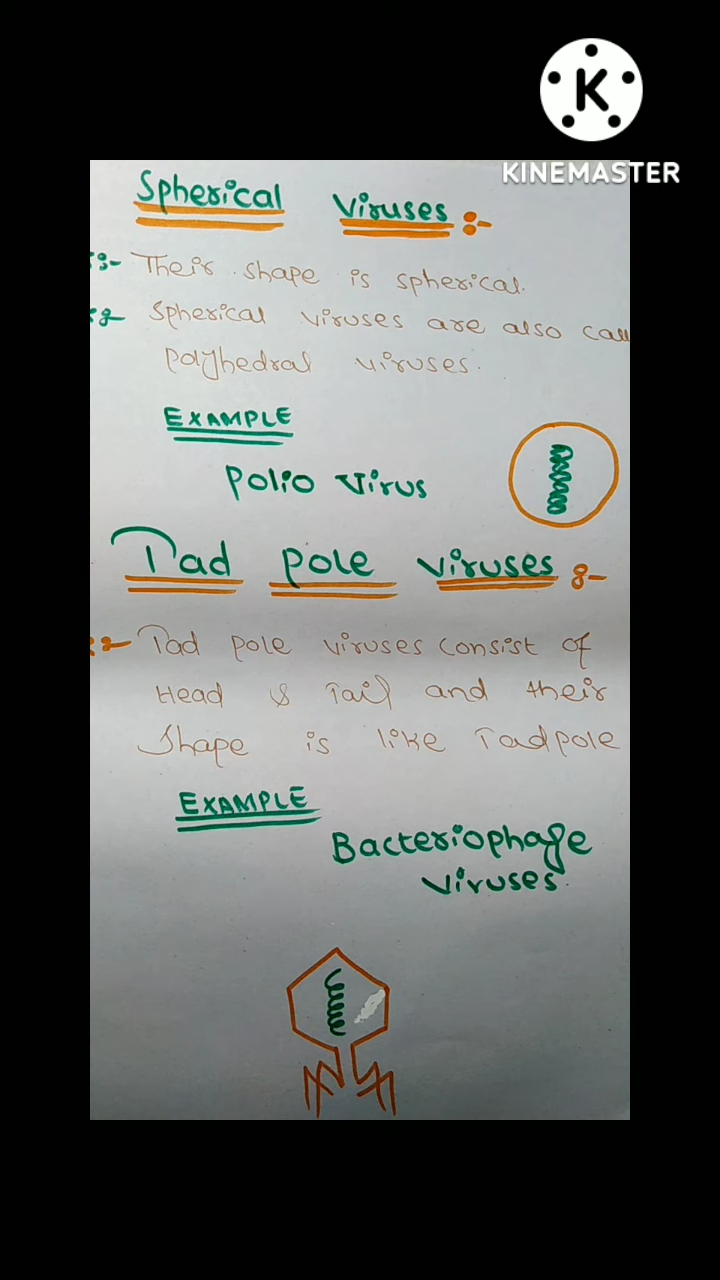 K
KINEMASTER
Spherical Viruses :-
:- Their shape is spherical.
Spherical viruses are also call
polyhedral viruses.
EXAMPLE
Polio Virus
Tad pole viruses :-
:- Tad pole viruses consist of
Head & Tail and their
Shape is like Tadpole
EXAMPLE
Bacteriophage
viruses.